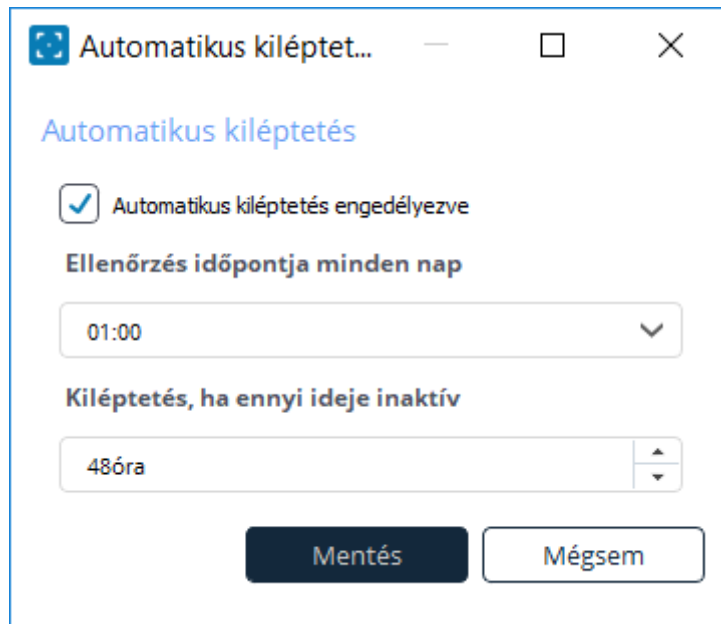 Automatikus kiléptet...
Automatikus kiléptetés
Automatikus kiléptetés engedélyezve
Ellenőrzés időpontja minden nap
01:00
Kiléptetés, ha ennyi ideje inaktív
48óra
Mentés Mégsem